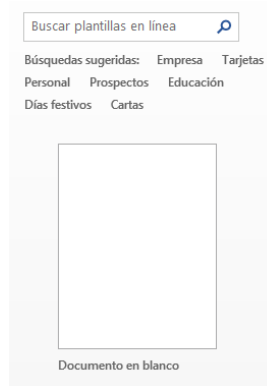 Buscar plantillas en línea
Búsquedas sugeridas: Empresa Tarjetas
Personal Prospectos Educación
Días festivos Cartas
Documento en blanco